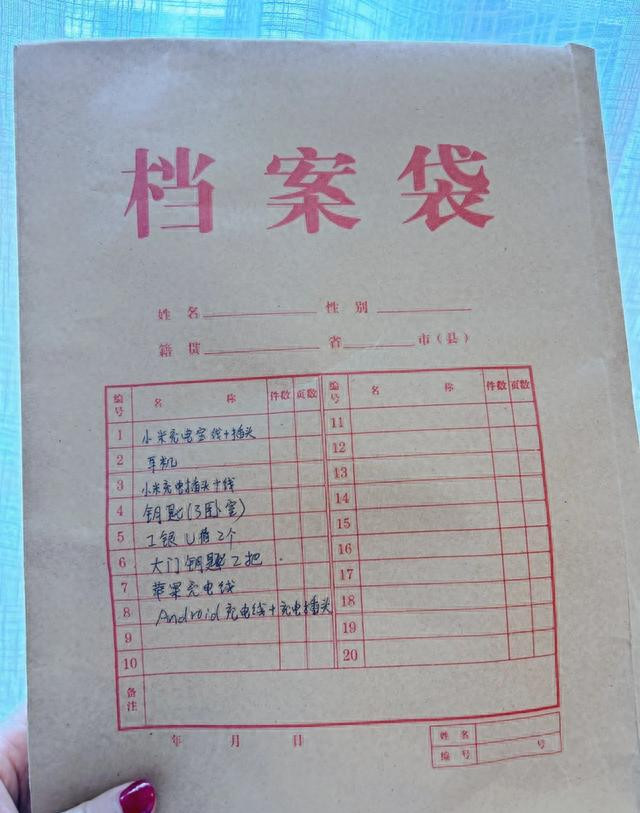 档案袋
姓名 性别
籍贯 省 市(县)
编号 名称 件数 页数 编号 名称 件数 页数
1 小米充电宝线+插头 11
2 耳机 12
3 小米充电插头+线 13
4 钥匙(3卧室) 14
5 工银U盾2个 15
6 大门钥匙2把 16
7 苹果充电线 17
8 Android充电线+充电插头 18
9 19
10 20
备注
年 月 日
姓名
编号 号